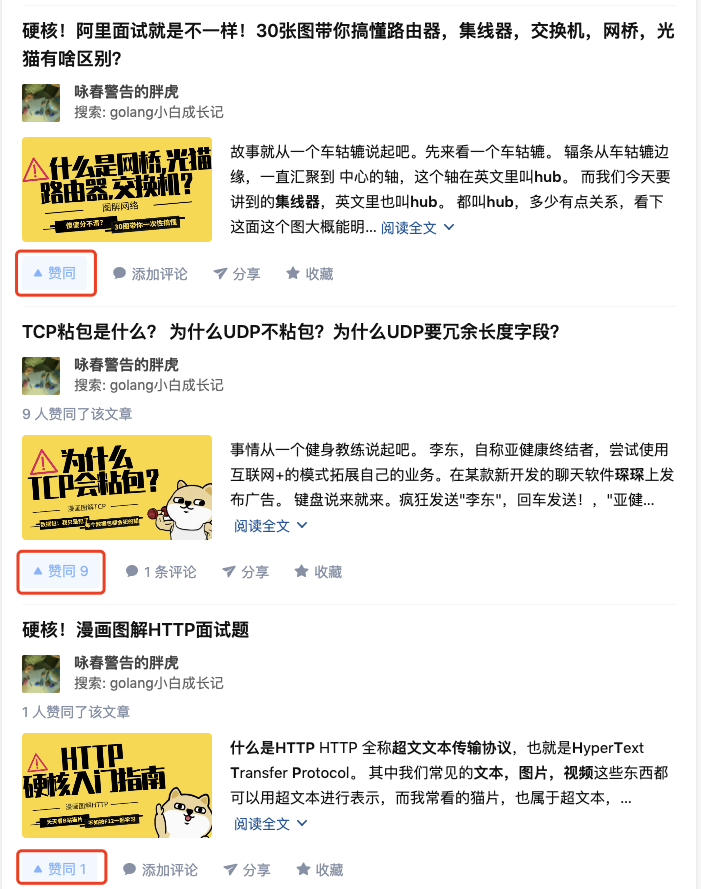 硬核！阿里面试就是不一样！30张图带你搞懂路由器，集线器，交换机，网桥，光
猫有啥区别?
咏春警告的胖虎
搜索: golang小白成长记
什么是网桥,光猫
路由器,交换机?
图解网络
傻傻分不清？ 30图带你一次性搞懂
故事就从一个车轱辘说起吧。先来看一个车轱辘。 辐条从车轱辘边
缘，一直汇聚到 中心的轴，这个轴在英文里叫hub。 而我们今天要
讲到的集线器，英文里也叫hub。 都叫hub，多少有点关系，看下
这面这个图大概能明... 阅读全文
赞同 添加评论 分享 收藏
TCP粘包是什么？ 为什么UDP不粘包？为什么UDP要冗余长度字段?
咏春警告的胖虎
搜索: golang小白成长记
9 人赞同了该文章
为什么
TCP会粘包?
漫画图解TCP
事情从一个健身教练说起吧。 李东，自称亚健康终结者，尝试使用
互联网+的模式拓展自己的业务。在某款新开发的聊天软件琛琛上发
布广告。 键盘说来就来。疯狂发送"李东"，回车发送！，"亚健...
阅读全文
赞同 9 1 条评论 分享 收藏
硬核！漫画图解HTTP面试题
咏春警告的胖虎
搜索: golang小白成长记
1 人赞同了该文章
HTTP
硬核入门指南
漫画图解HTTP
什么是HTTP HTTP 全称超文文本传输协议，也就是HyperText
Transfer Protocol。 其中我们常见的文本，图片，视频这些东西都
可以用超文本进行表示，而我常看的猫片，也属于超文本，...
阅读全文
赞同 1 添加评论 分享 收藏